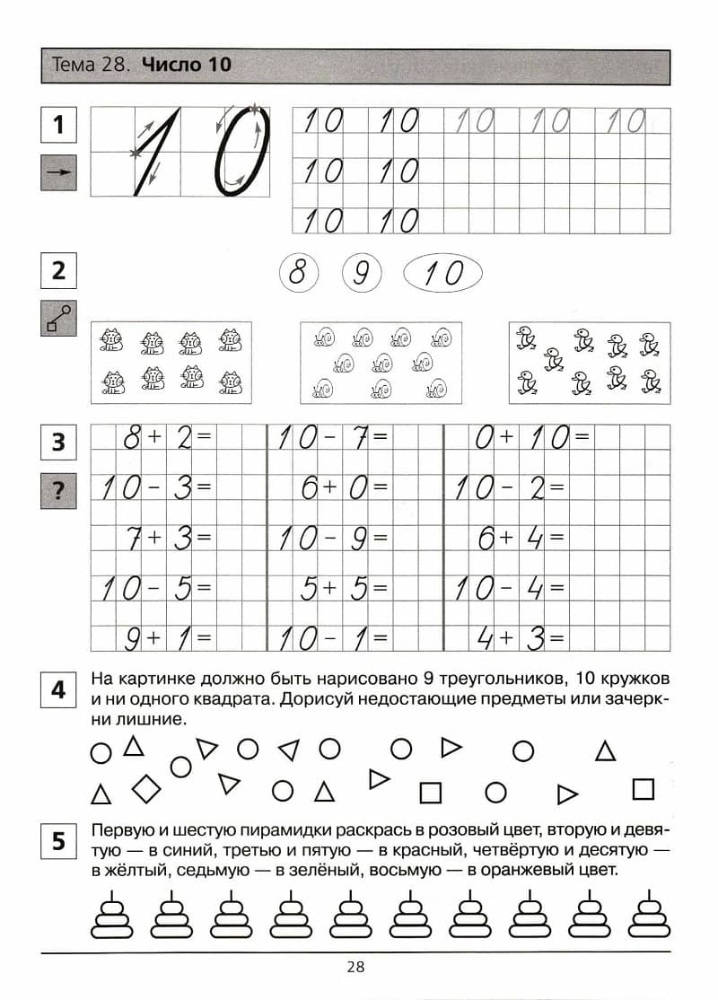 Тема 28. Число 10
1
10
10 10 10 10 10
10 10
10 10
2
8 9 10
3
?
8 + 2 = 10 - 7 = 0 + 10 =
10 - 3 = 6 + 0 = 10 - 2 =
7 + 3 = 10 - 9 = 6 + 4 =
10 - 5 = 5 + 5 = 10 - 4 =
9 + 1 = 10 - 1 = 4 + 3 =
4
На картинке должно быть нарисовано 9 треугольников, 10 кружков
и ни одного квадрата. Дорисуй недостающие предметы или зачерк-
ни лишние.
5
Первую и шестую пирамидки раскрась в розовый цвет, вторую и девя-
тую — в синий, третью и пятую — в красный, четвёртую и десятую —
в жёлтый, седьмую — в зелёный, восьмую — в оранжевый цвет.
28